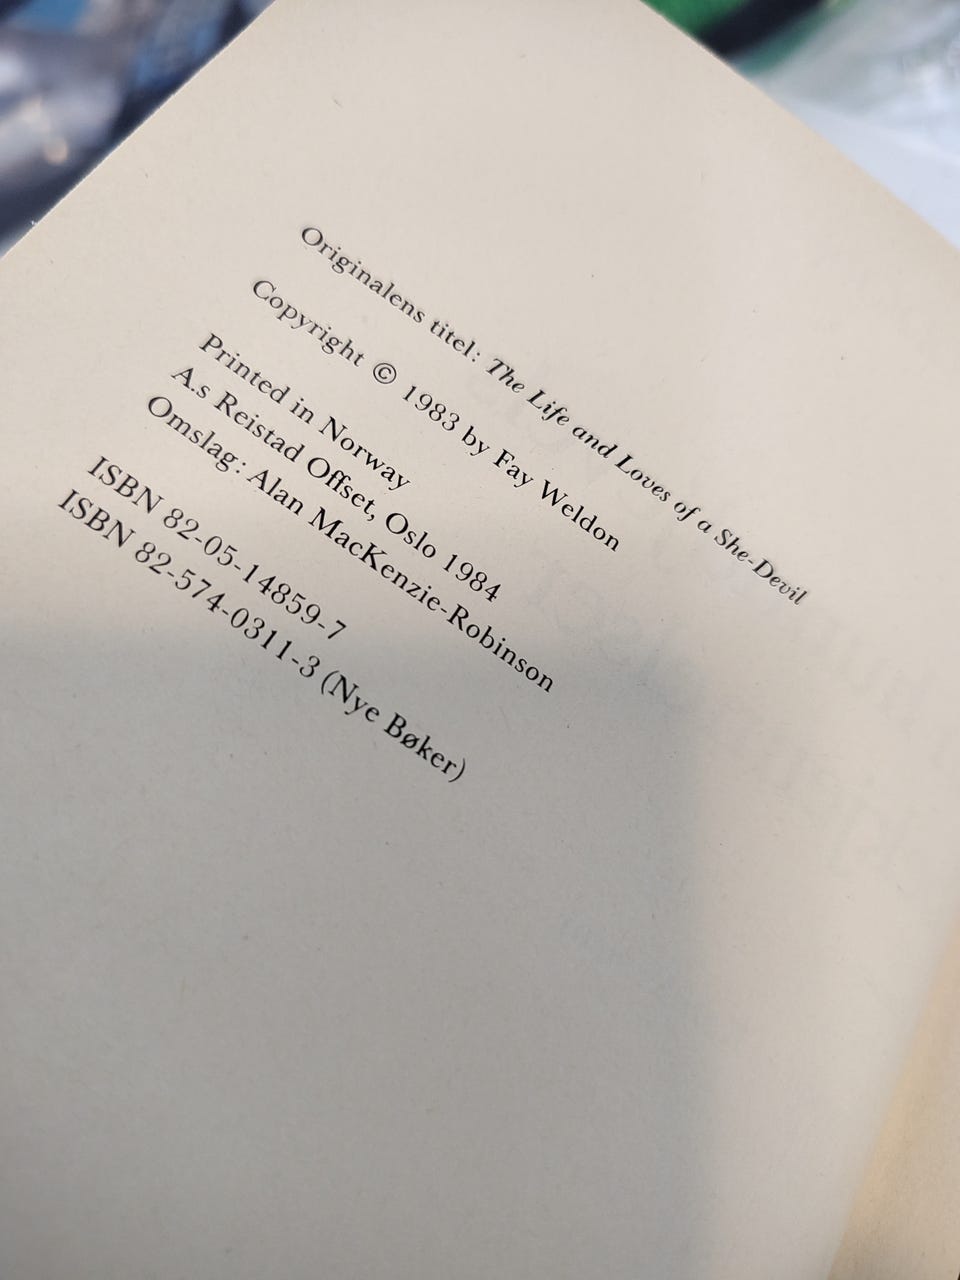 Originalens titel: The Life and Loves of a She-Devil
Copyright © 1983 by Fay Weldon
Printed in Norway
A.s Reistad Offset, Oslo 1984
Omslag: Alan MacKenzie-Robinson
ISBN 82-05-14859-7
ISBN 82-574-0311-3 (Nye Bøker)